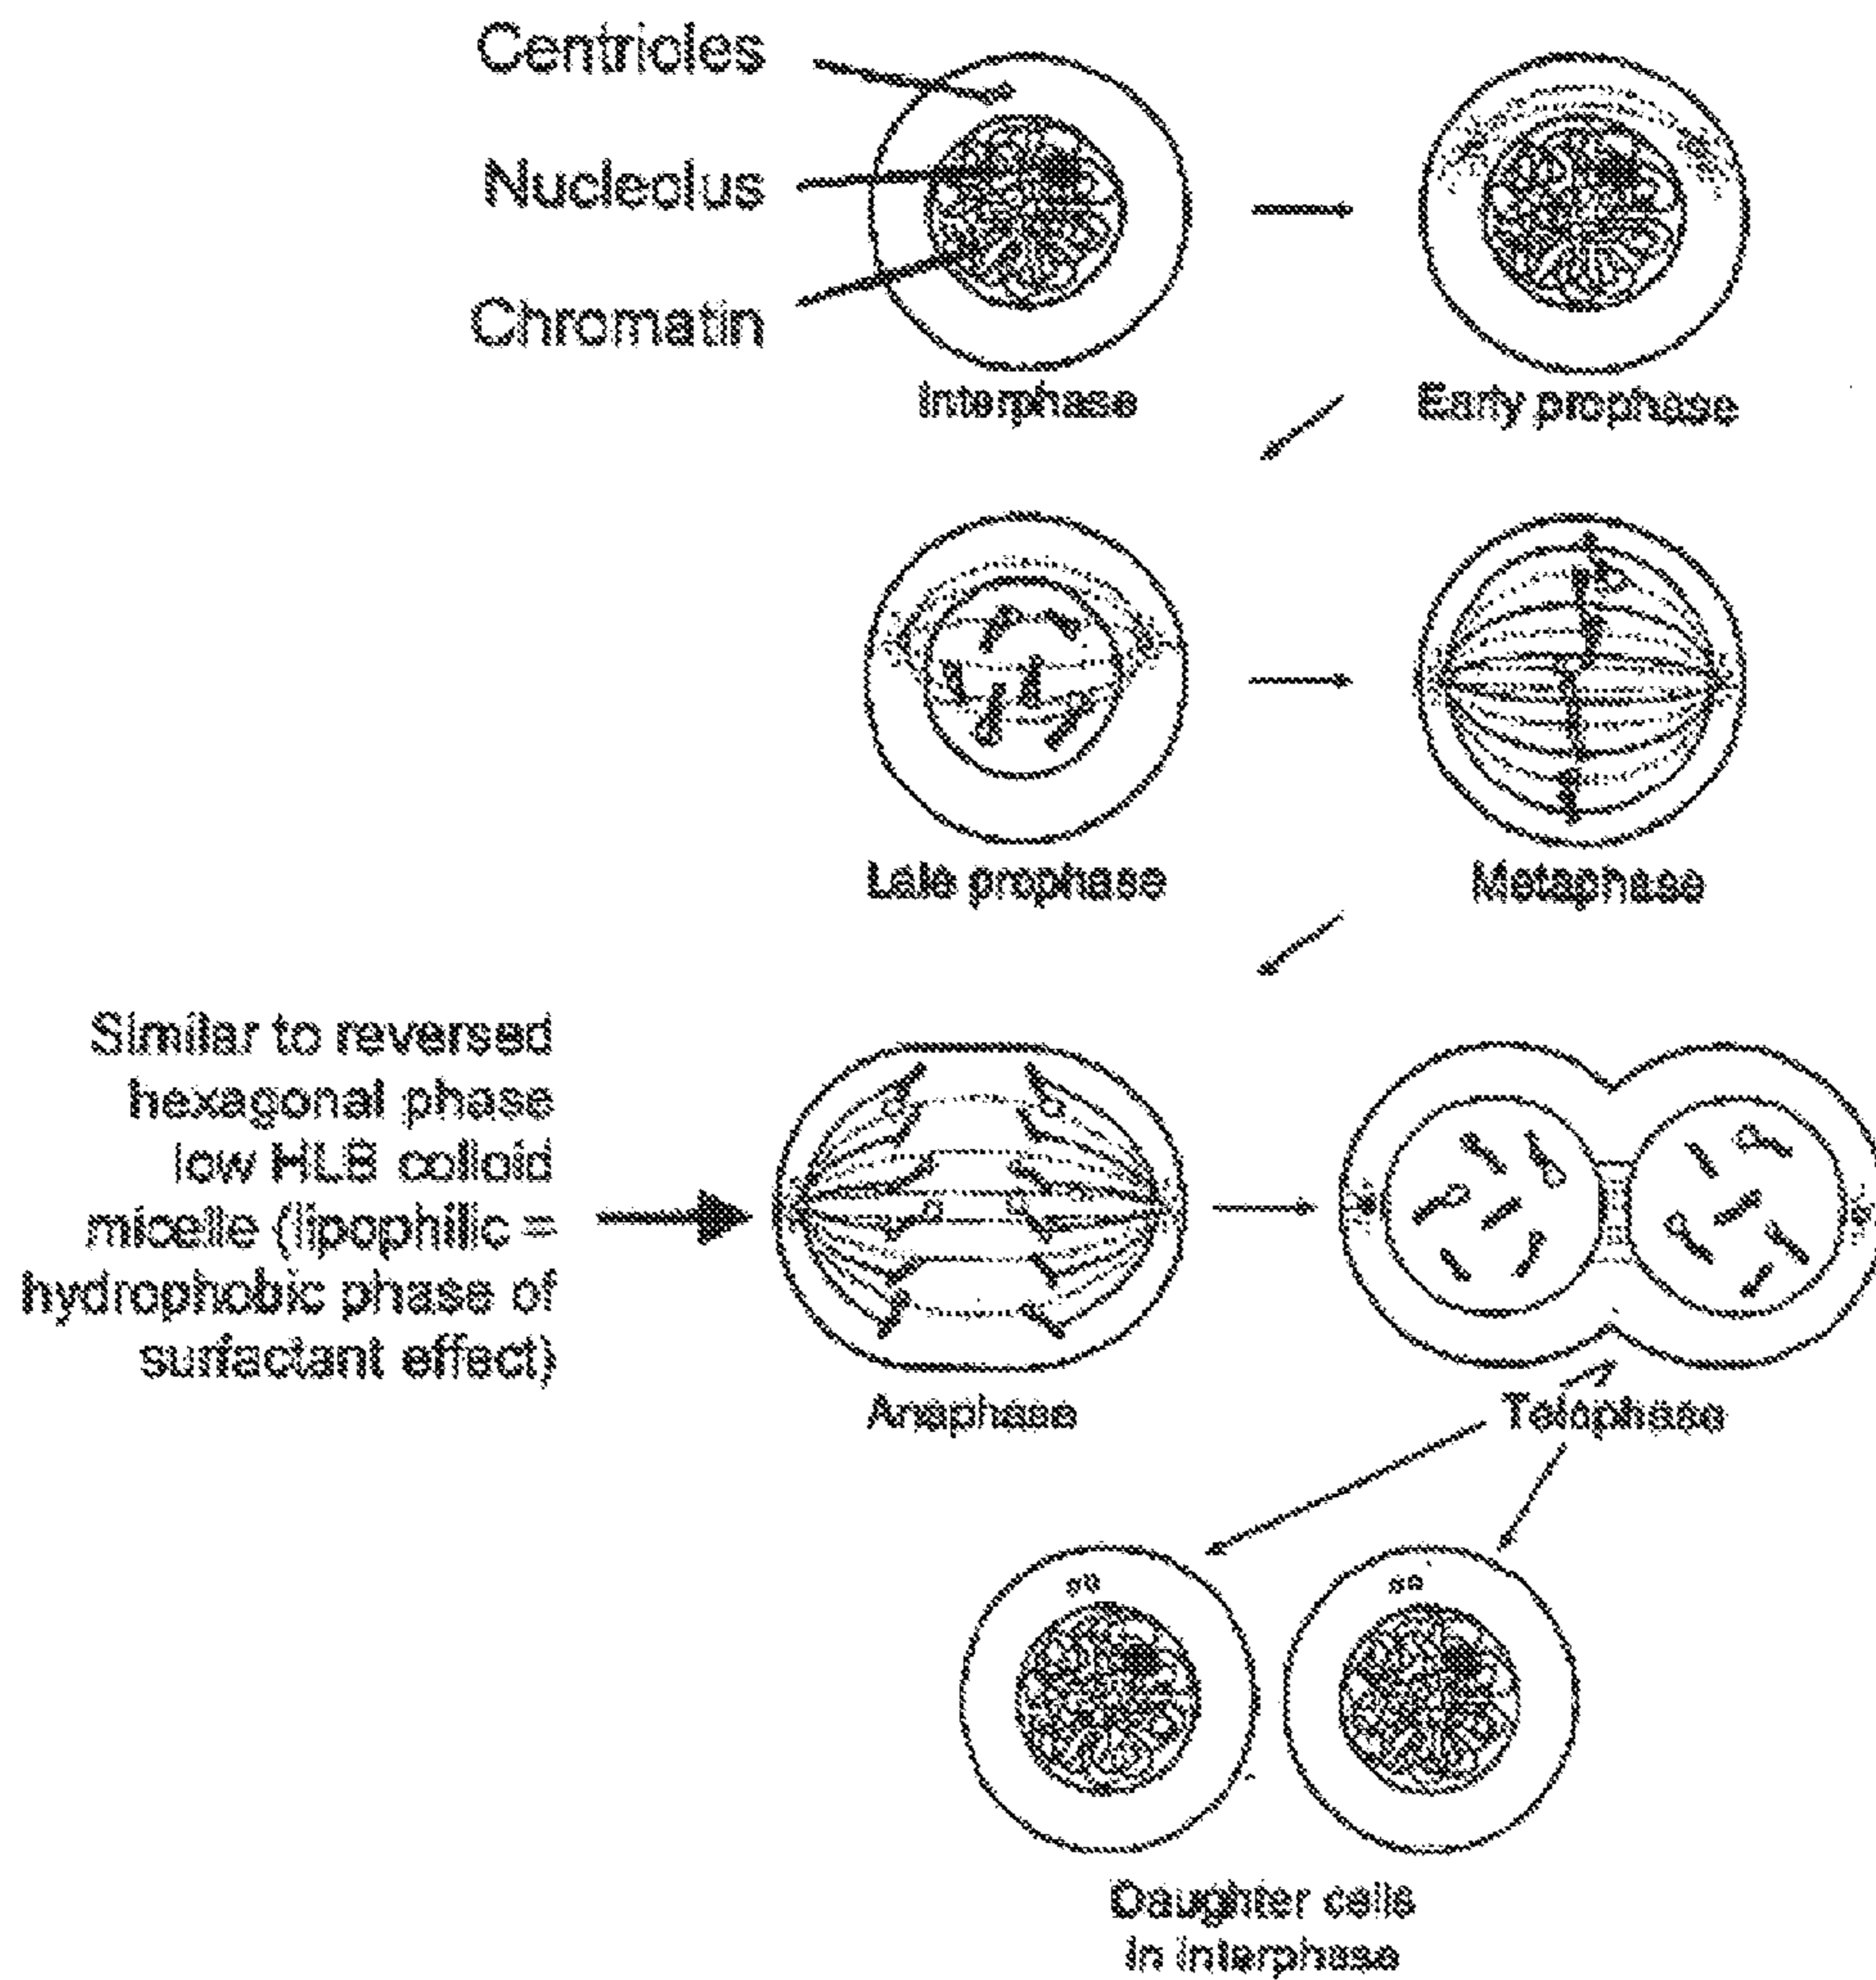 Centrioles
Nucleolus
Chromatin
Interphase
Early prophase
Late prophase
Metaphase
Similar to reversed
hexagonal phase
low HLB colloid
micelle (lipophillic =
hydrophobic phase of
surfactant effect)
Anaphase
Telophase
Daughter cells
in interphase